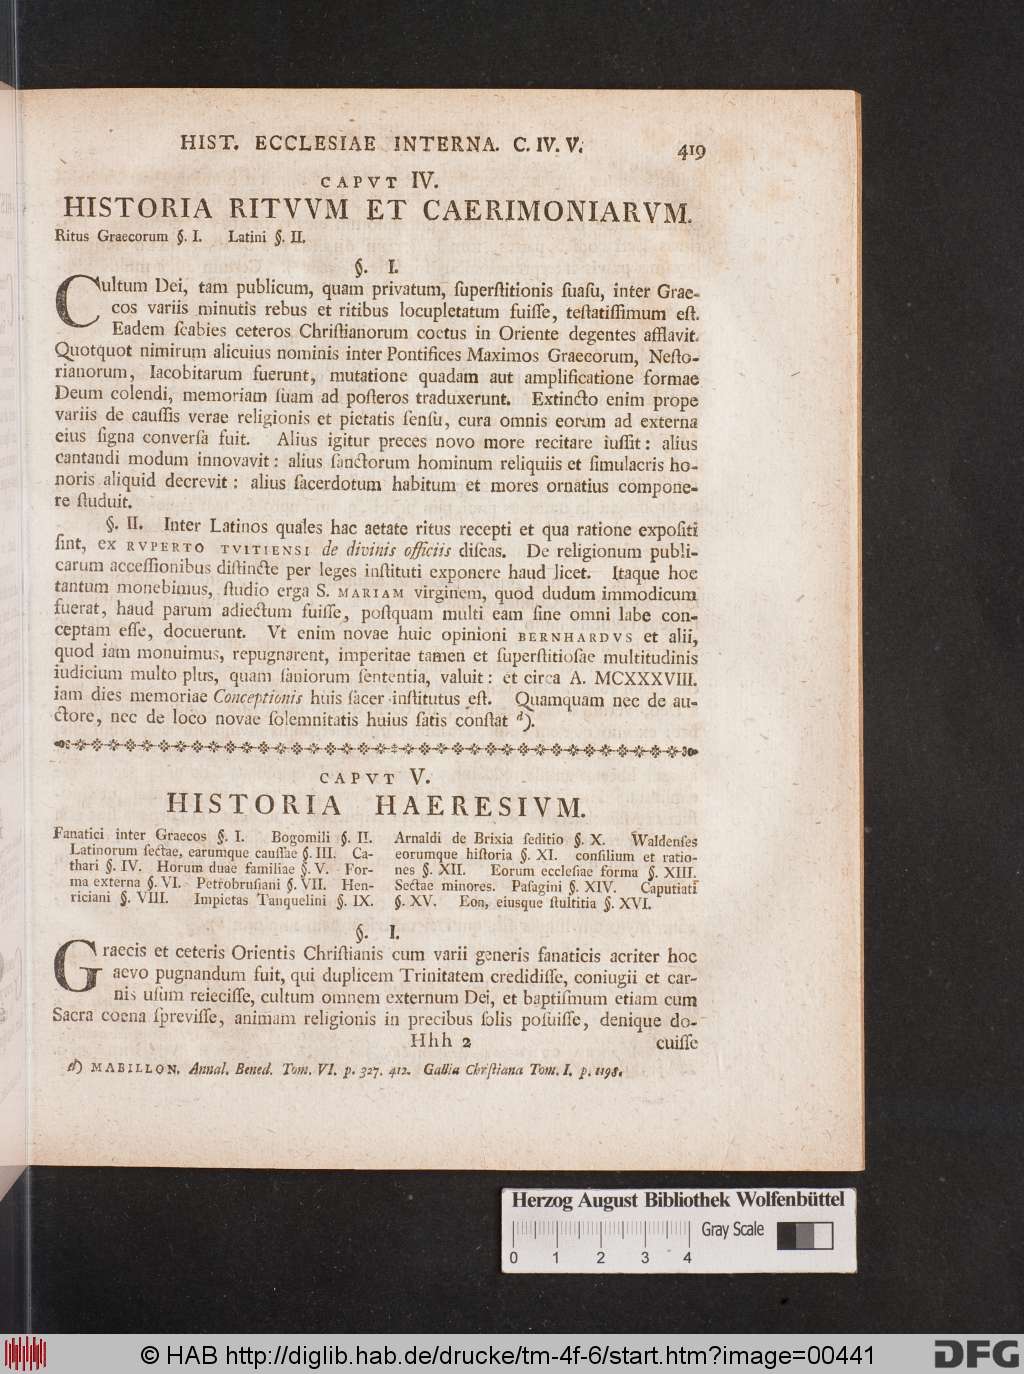 HIST. ECCLESIAE INTERNA. C. IV. V. 419
CAPVT IV.
HISTORIA RITVVM ET CAERIMONIARVM.
Ritus Graecorum §. I. Latini §. II.
§. I.
Cultum Dei, tam publicum, quam privatum, ſuperſtitionis ſuaſu, inter Grae-
cos variis minutis rebus et ritibus locupletatum fuiſſe, teſtatiſſimum eſt.
Eadem ſcabies ceteros Chriſtianorum coetus in Oriente degentes afflavit.
Quotquot nimirum alicuius nominis inter Pontifices Maximos Graecorum, Neſto-
rianorum, Iacobitarum fuerunt, mutatione quadam aut amplificatione formae
Deum colendi, memoriam ſuam ad poſteros traduxerunt. Extincto enim prope
variis de cauſſis verae religionis et pietatis ſenſu, cura omnis eorum ad externa
eius ſigna converſa fuit. Alius igitur preces novo more recitare iuſſit: alius
cantandi modum innovavit: alius ſanctorum hominum reliquiis et ſimulacris ho-
noris aliquid decrevit: alius ſacerdotum habitum et mores ornatius compone-
re ſtuduit.
§. II. Inter Latinos quales hac aetate ritus recepti et qua ratione expoſiti
ſint, ex RVPERTO TVITIENSI de divinis officiis diſcas. De religionum publi-
carum acceſſionibus diſtincte per leges inſtituti exponere haud licet. Itaque hoc
tantum monebimus, ſtudio erga S. MARIAM virginem, quod dudum immodicum
fuerat, haud parum adiectum fuiſſe, poſtquam multi eam ſine omni labe con-
ceptam eſſe, docuerunt. Vt enim novae huic opinioni BERNHARDVS et alii,
quod iam monuimus, repugnarent, imperitae tamen et ſuperſtitioſae multitudinis
iudicium multo plus, quam ſaniorum ſententia, valuit: et circa A. MCXXXVIII.
iam dies memoriae Conceptionis huis ſacer inſtitutus eſt. Quamquam nec de au-
ctore, nec de loco novae ſolemnitatis huius ſatis conſtat d).
CAPVT V.
HISTORIA HAERESIVM.
Fanatici inter Graecos §. I. Bogomili §. II.
Latinorum ſectae, earumque cauſſae §. III. Ca-
thari §. IV. Horum duae familiae §. V. For-
ma externa §. VI. Petrobruſiani §. VII. Hen-
riciani §. VIII. Impietas Tanquelini §. IX.
Arnaldi de Brixia ſeditio §. X. Waldenſes
eorumque hiſtoria §. XI. conſilium et ratio-
nes §. XII. Eorum eccleſiae forma §. XIII.
Sectae minores. Paſagini §. XIV. Caputiati
§. XV. Eon, eiusque ſtultitia §. XVI.
§. I.
Graecis et ceteris Orientis Chriſtianis cum varii generis fanaticis acriter hoc
aevo pugnandum fuit, qui duplicem Trinitatem credidiſſe, coniugii et car-
nis uſum reieciſſe, cultum omnem externum Dei, et baptiſmum etiam cum
Sacra coena ſpreviſſe, animam religionis in precibus ſolis poſuiſſe, denique do-
Hhh 2 cuiſſe
d) MABILLON. Annal. Bened. Tom. VI. p. 327. 412. Gallia Chriſtiana Tom. I. p. 1198.
Herzog August Bibliothek Wolfenbüttel
Gray Scale
0 1 2 3 4
© HAB http://diglib.hab.de/drucke/tm-4f-6/start.htm?image=00441
DFG